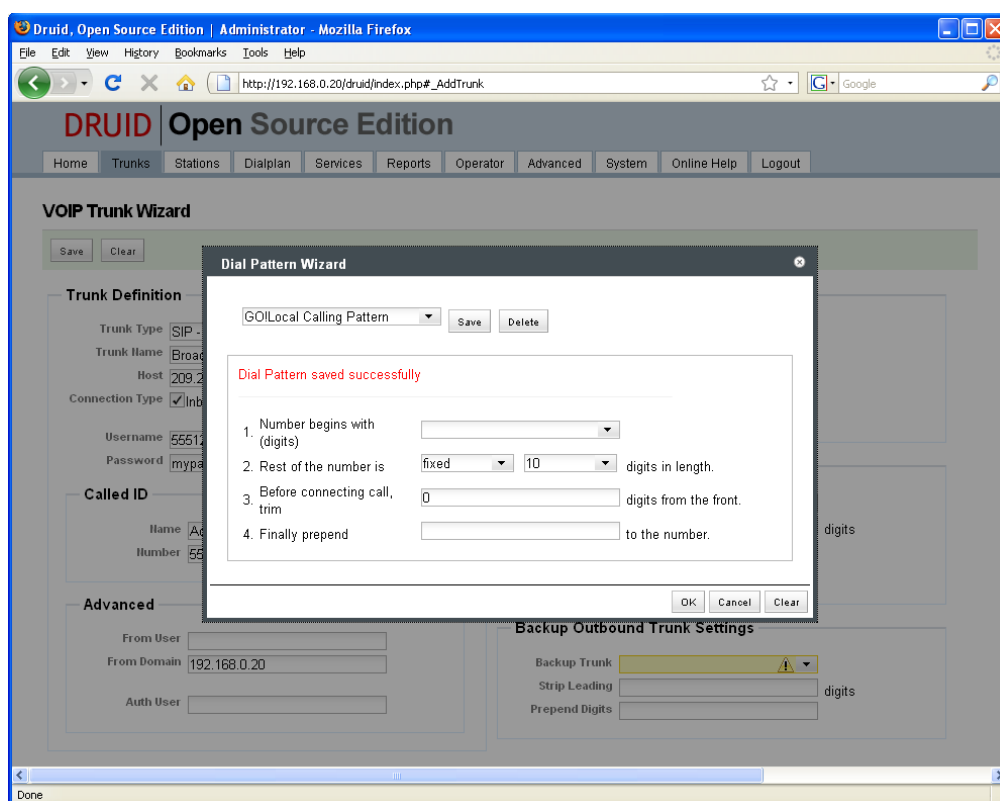 Druid, Open Source Edition | Administrator - Mozilla Firefox
File Edit View History Bookmarks Tools Help
http://192.168.0.20/druid/index.php#_AddTrunk
G Google
DRUID Open Source Edition
Home Trunks Stations Dialplan Services Reports Operator Advanced System Online Help Logout
VOIP Trunk Wizard
Save Clear
Dial Pattern Wizard
GO!Local Calling Pattern Save Delete
Dial Pattern saved successfully
1. Number begins with (digits)
2. Rest of the number is fixed 10 digits in length.
3. Before connecting call, trim 0 digits from the front.
4. Finally prepend to the number.
OK Cancel Clear
Trunk Definition
Trunk Type SIP -
Trunk Name Broad
Host 209.2
Connection Type Inb
Username 55512
Password mypa
Called ID
Name Ad
Number 55
digits
Advanced
From User
From Domain 192.168.0.20
Auth User
Backup Outbound Trunk Settings
Backup Trunk
Strip Leading digits
Prepend Digits
Done